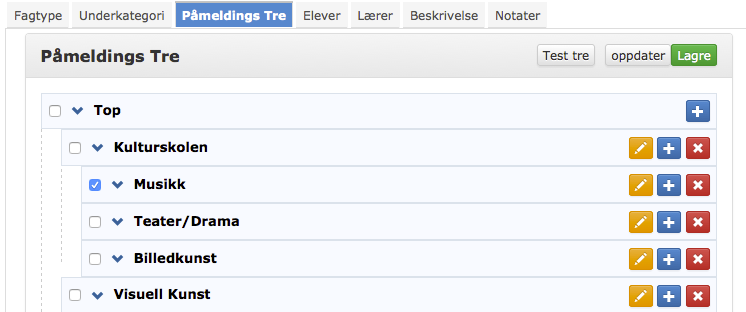 Fagtype Underkategori Påmeldings Tre Elever Lærer Beskrivelse Notater
Påmeldings Tre Test tre oppdater Lagre
Top
Kulturskolen
Musikk
Teater/Drama
Billedkunst
Visuell Kunst